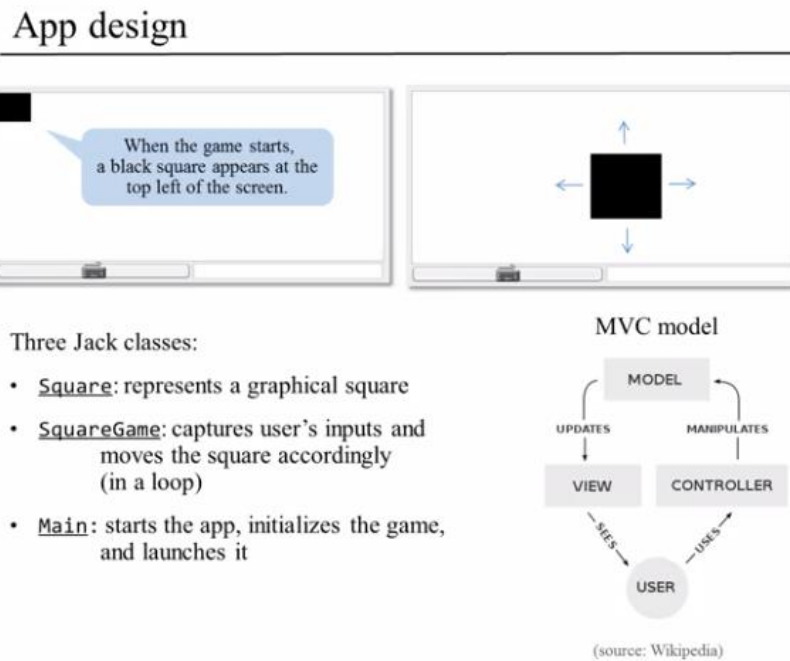 App design
When the game starts,
a black square appears at the
top left of the screen.
Three Jack classes:
• Square: represents a graphical square
• SquareGame: captures user's inputs and
moves the square accordingly
(in a loop)
• Main: starts the app, initializes the game,
and launches it
MVC model
MODEL
UPDATES
MANIPULATES
VIEW
CONTROLLER
SEES
USES
USER
(source: Wikipedia)